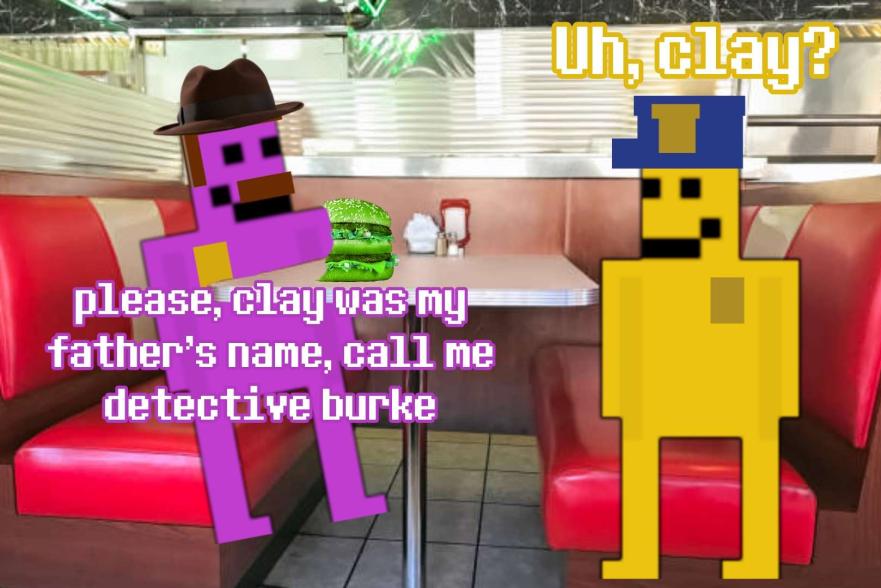 Uh, clay?
please, clay was my
father's name, call me
detective burke